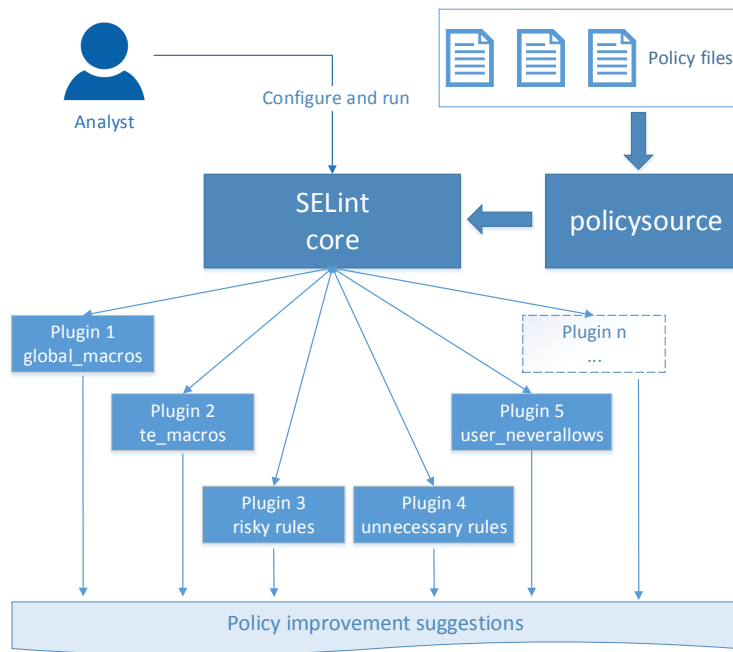 Policy files
Configure and run
Analyst
SELint
core
policysource
Plugin 1
global_macros
Plugin n
...
Plugin 2
te_macros
Plugin 5
user_neverallows
Plugin 3
risky rules
Plugin 4
unnecessary rules
Policy improvement suggestions